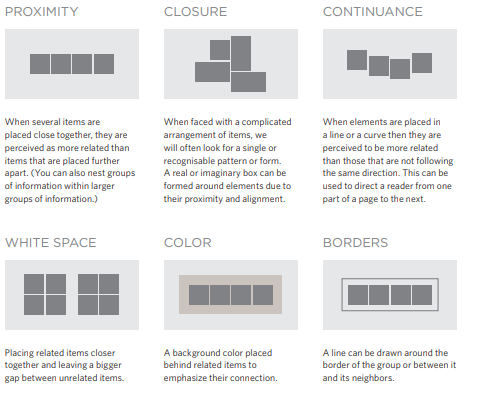 PROXIMITY
When several items are
placed close together, they are
perceived as more related than
items that are placed further
apart. (You can also nest groups
of information within larger
groups of information.)
CLOSURE
When faced with a complicated
arrangement of items, we
will often look for a single or
recognisable pattern or form.
A real or imaginary box can be
formed around elements due to
their proximity and alignment.
CONTINUANCE
When elements are placed in
a line or a curve then they are
perceived to be more related
than those that are not following
the same direction. This can be
used to direct a reader from one
part of a page to the next.
WHITE SPACE
Placing related items closer
together and leaving a bigger
gap between unrelated items.
COLOR
A background color placed
behind related items to
emphasize their connection.
BORDERS
A line can be drawn around the
border of the group or between it
and its neighbors.